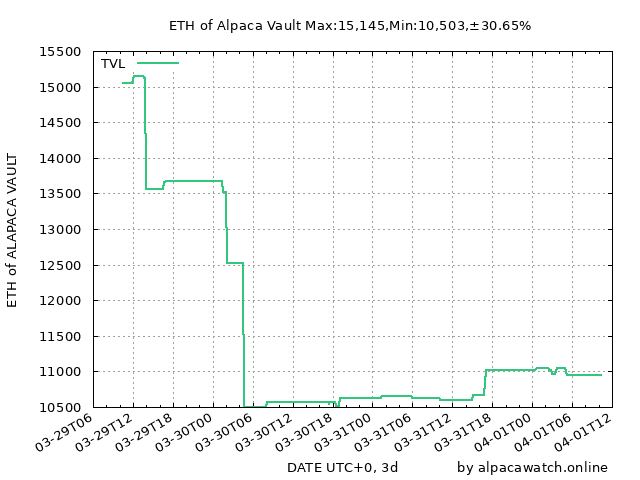 ETH of Alpaca Vault Max:15,145,Min:10,503,±30.65%
TVL
ETH of ALAPACA VAULT
15500
15000
14500
14000
13500
13000
12500
12000
11500
11000
10500
03-29T06
03-29T12
03-29T18
03-30T00
03-30T06
03-30T12
03-30T18
03-31T00
03-31T06
03-31T12
03-31T18
04-01T00
04-01T06
04-01T12
DATE UTC+0, 3d
by alpacawatch.online